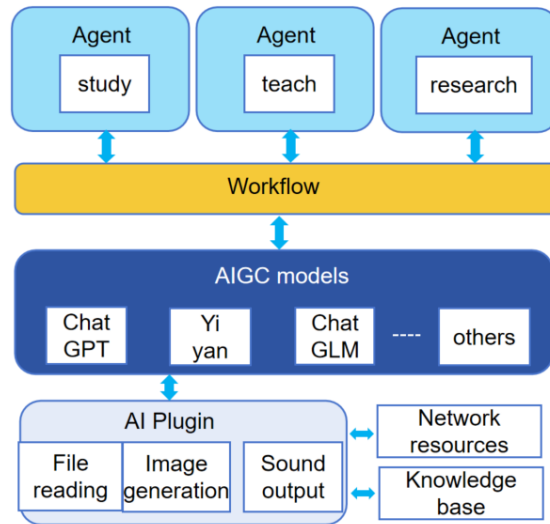 Agent
study
Agent
teach
Agent
research
Workflow
AIGC models
Chat
GPT
Yi
yan
Chat
GLM
----
others
AI Plugin
File
reading
Image
generation
Sound
output
Network
resources
Knowledge
base